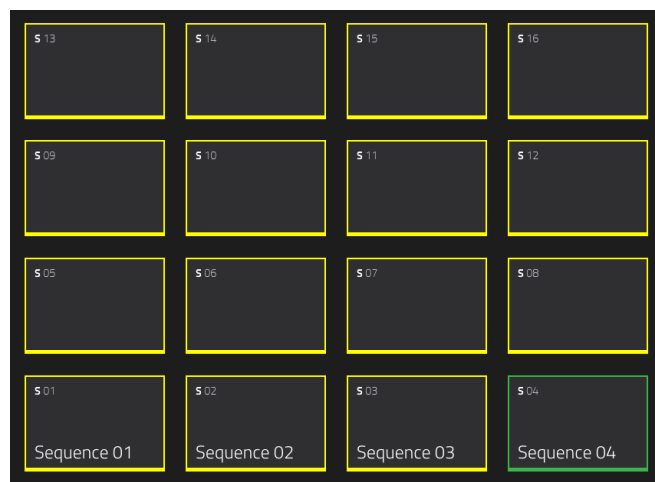 S 13
S 14
S 15
S 16
S 09
S 10
S 11
S 12
S 05
S 06
S 07
S 08
S 01
S 02
S 03
S 04
Sequence 01
Sequence 02
Sequence 03
Sequence 04